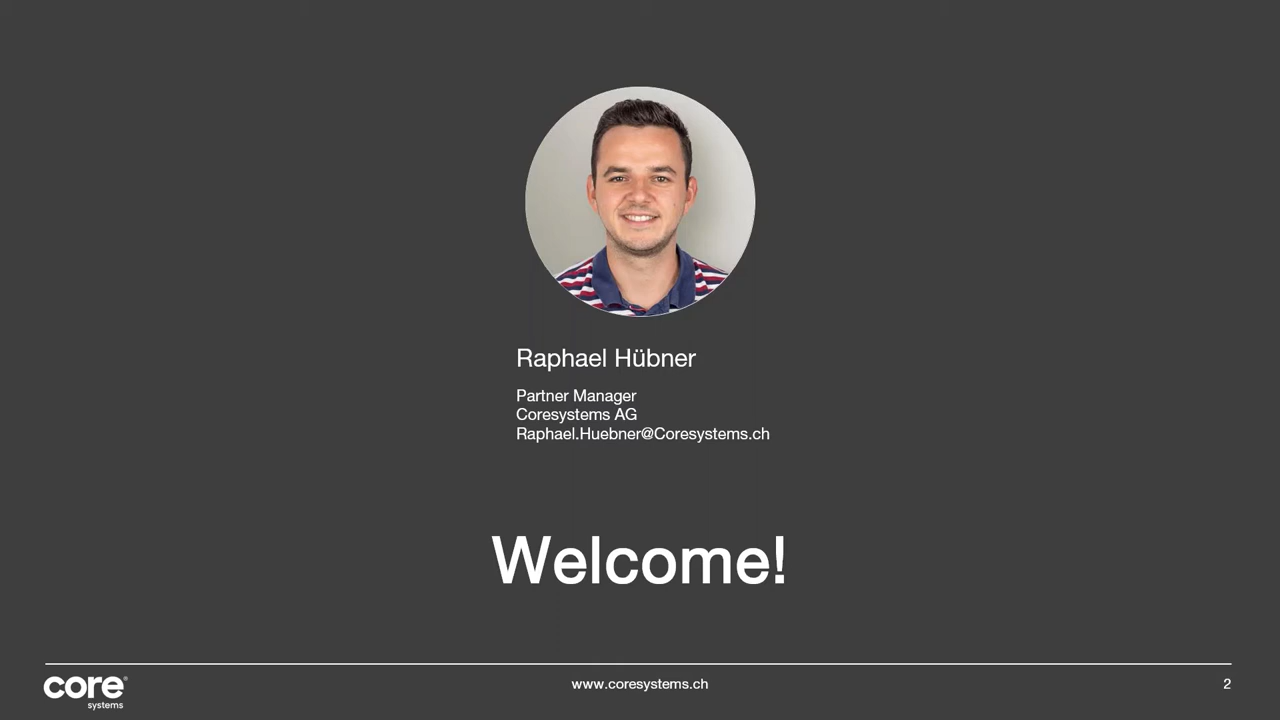 Raphael Hübner
Partner Manager
Coresystems AG
Raphael.Huebner@Coresystems.ch
Welcome!
core®
systems
www.coresystems.ch
2